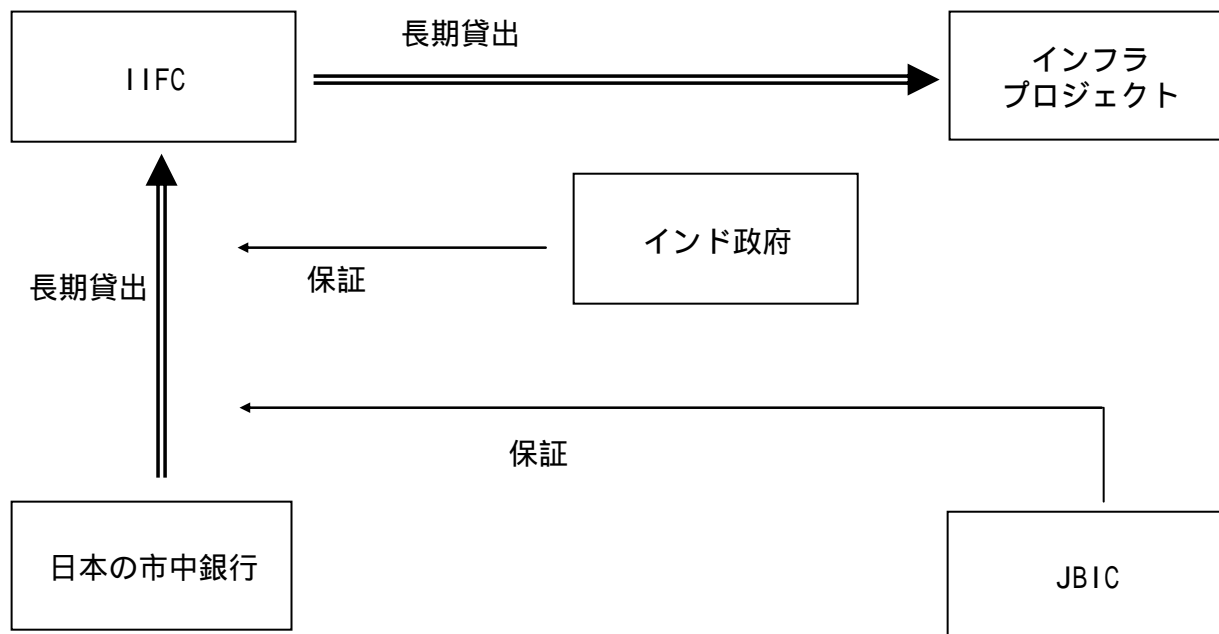 長期貸出
IIFC
インフラ
プロジェクト
インド政府
保証
長期貸出
保証
日本の市中銀行
JBIC